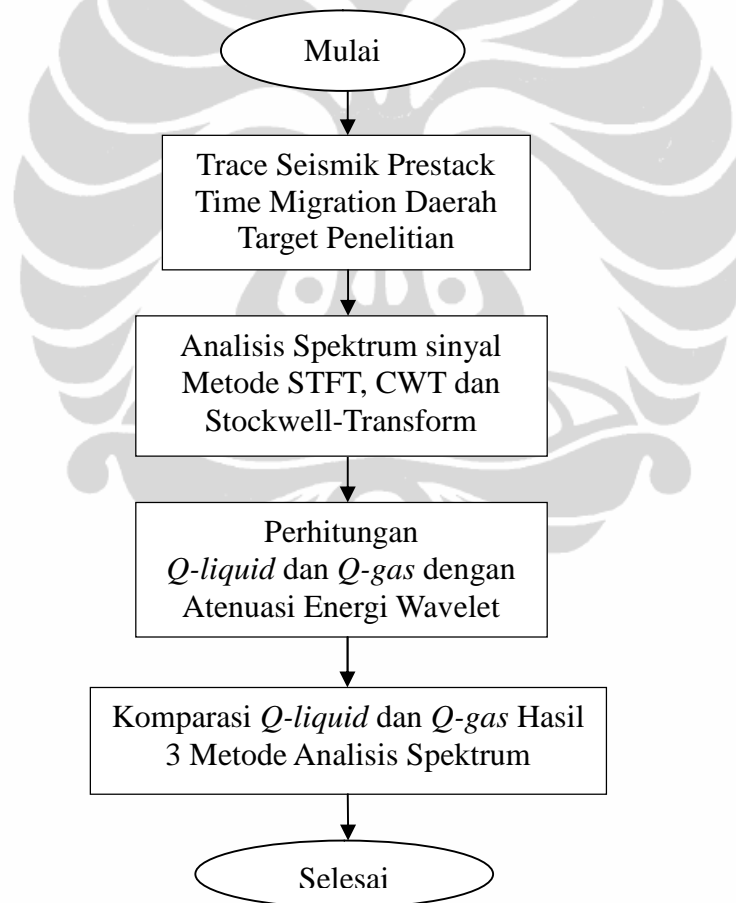 Mulai
Trace Seismik Prestack
Time Migration Daerah
Target Penelitian
Analisis Spektrum sinyal
Metode STFT, CWT dan
Stockwell-Transform
Perhitungan
Q-liquid dan Q-gas dengan
Atenuasi Energi Wavelet
Komparasi Q-liquid dan Q-gas Hasil
3 Metode Analisis Spektrum
Selesai